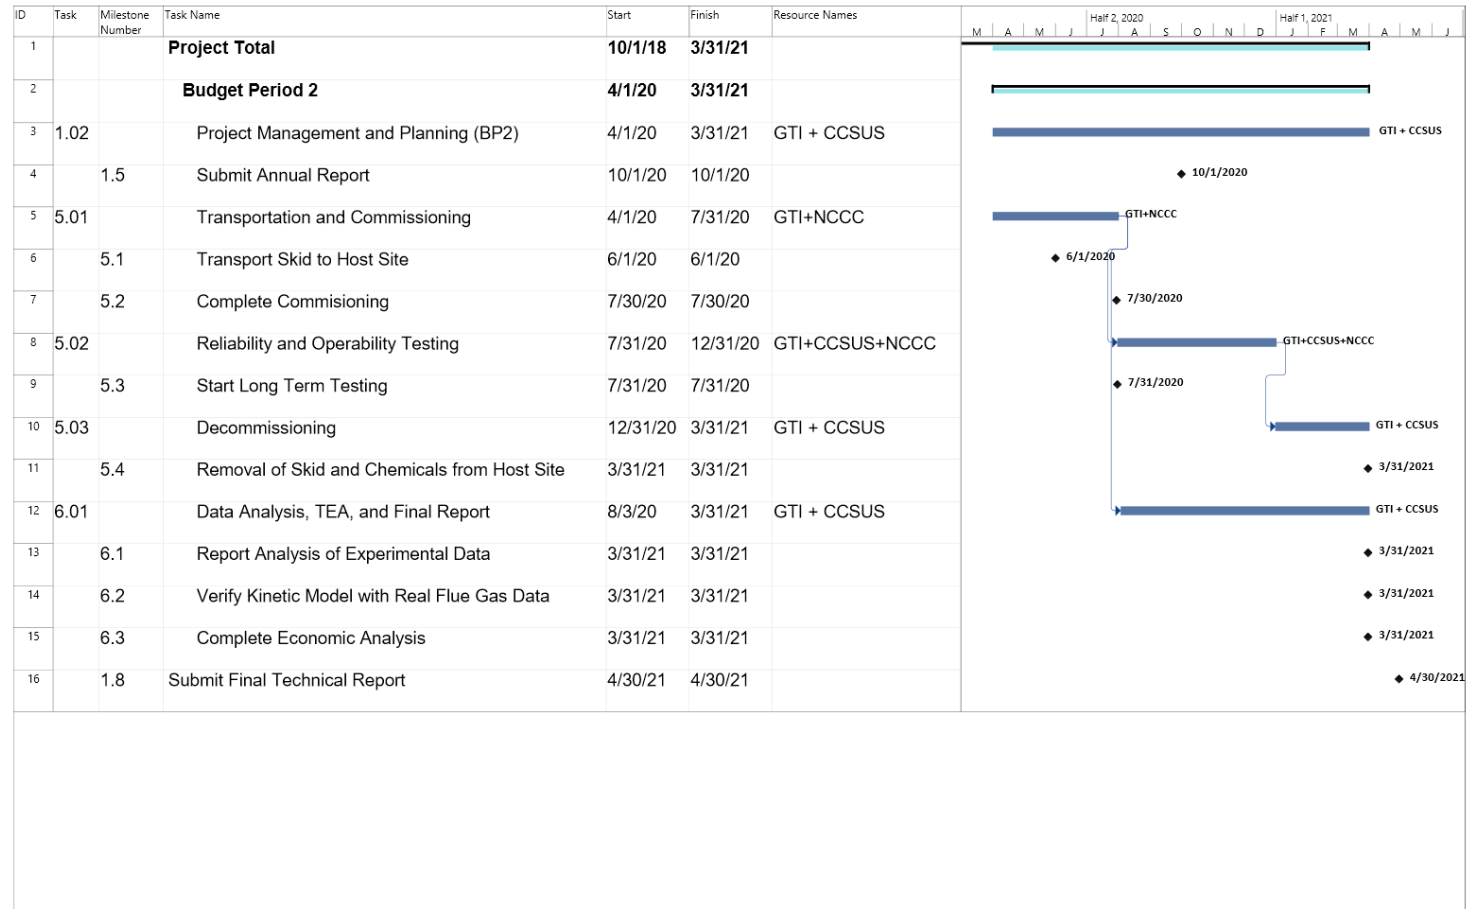 ID Task Milestone Number Task Name Start Finish Resource Names
Half 2, 2020 Half 1, 2021
M A M J J A S O N D J F M A M J
1 Project Total 10/1/18 3/31/21
2 Budget Period 2 4/1/20 3/31/21
3 1.02 Project Management and Planning (BP2) 4/1/20 3/31/21 GTI + CCSUS GTI + CCSUS
4 1.5 Submit Annual Report 10/1/20 10/1/20 10/1/2020
5 5.01 Transportation and Commissioning 4/1/20 7/31/20 GTI+NCCC GTI+NCCC
6 5.1 Transport Skid to Host Site 6/1/20 6/1/20 6/1/2020
7 5.2 Complete Commisioning 7/30/20 7/30/20 7/30/2020
8 5.02 Reliability and Operability Testing 7/31/20 12/31/20 GTI+CCSUS+NCCC GTI+CCSUS+NCCC
9 5.3 Start Long Term Testing 7/31/20 7/31/20 7/31/2020
10 5.03 Decommissioning 12/31/20 3/31/21 GTI + CCSUS GTI + CCSUS
11 5.4 Removal of Skid and Chemicals from Host Site 3/31/21 3/31/21 3/31/2021
12 6.01 Data Analysis, TEA, and Final Report 8/3/20 3/31/21 GTI + CCSUS GTI + CCSUS
13 6.1 Report Analysis of Experimental Data 3/31/21 3/31/21 3/31/2021
14 6.2 Verify Kinetic Model with Real Flue Gas Data 3/31/21 3/31/21 3/31/2021
15 6.3 Complete Economic Analysis 3/31/21 3/31/21 3/31/2021
16 1.8 Submit Final Technical Report 4/30/21 4/30/21 4/30/2021